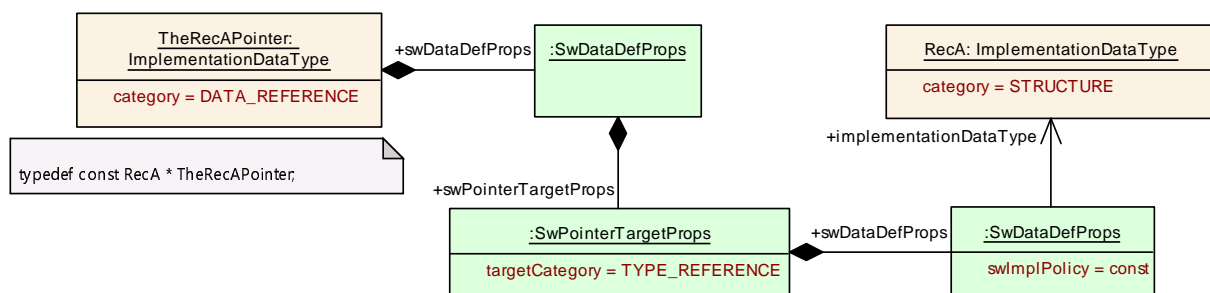 TheRecAPointer:
ImplementationDataType
category = DATA_REFERENCE
+swDataDefProps
:SwDataDefProps
RecA: ImplementationDataType
category = STRUCTURE
+implementationDataType
typedef const RecA * TheRecAPointer;
+swPointerTargetProps
:SwPointerTargetProps
targetCategory = TYPE_REFERENCE
+swDataDefProps
:SwDataDefProps
swImplPolicy = const